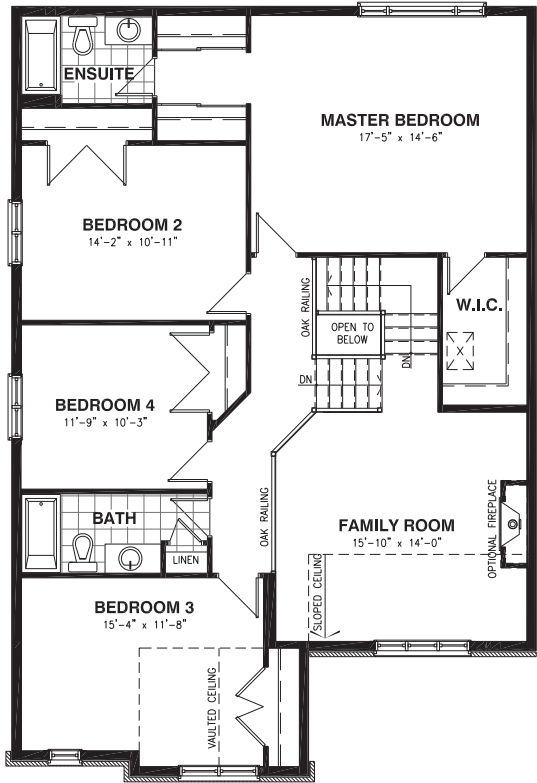 ENSUITE
MASTER BEDROOM
17'-5" x 14'-6"
BEDROOM 2
14'-2" x 10'-11"
OAK RAILING
OPEN TO
BELOW
DN
W.I.C.
X
DN
BEDROOM 4
11'-9" x 10'-3"
BATH
LINEN
OAK RAILING
FAMILY ROOM
15'-10" x 14'-0"
OPTIONAL FIREPLACE
SLOPED CEILING
BEDROOM 3
15'-4" x 11'-8"
VAULTED CEILING